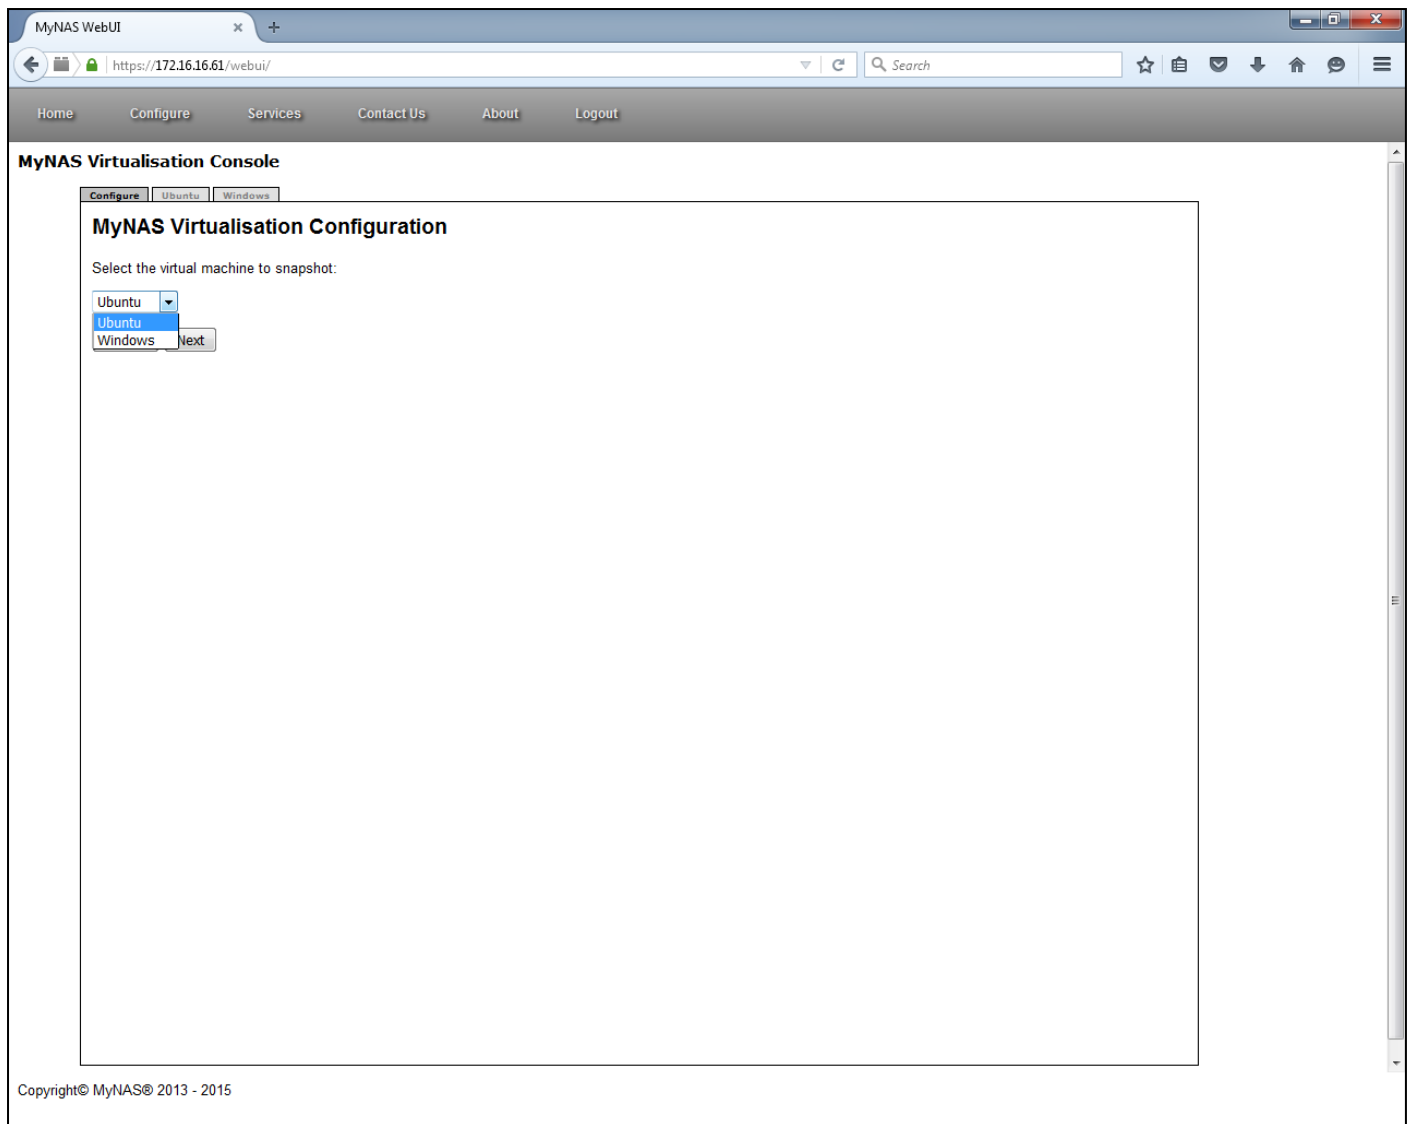 MyNAS WebUI
https://172.16.16.61/webui/
Search
Home Configure Services Contact Us About Logout
MyNAS Virtualisation Console
Configure Ubuntu Windows
MyNAS Virtualisation Configuration
Select the virtual machine to snapshot:
Ubuntu
Ubuntu
Windows
Next
Copyright© MyNAS® 2013 - 2015